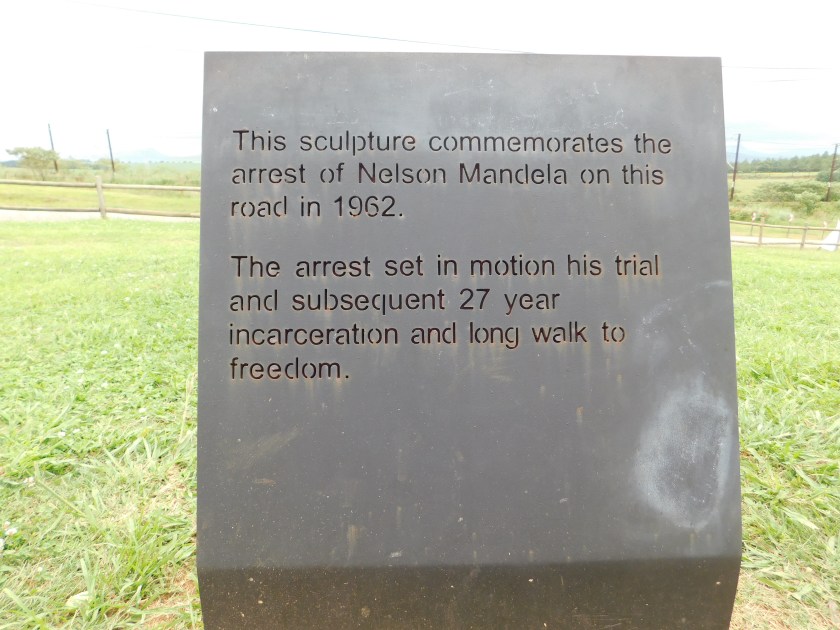 This sculpture commemorates the
arrest of Nelson Mandela on this
road in 1962.
The arrest set in motion his trial
and subsequent 27 year
incarceration and long walk to
freedom.